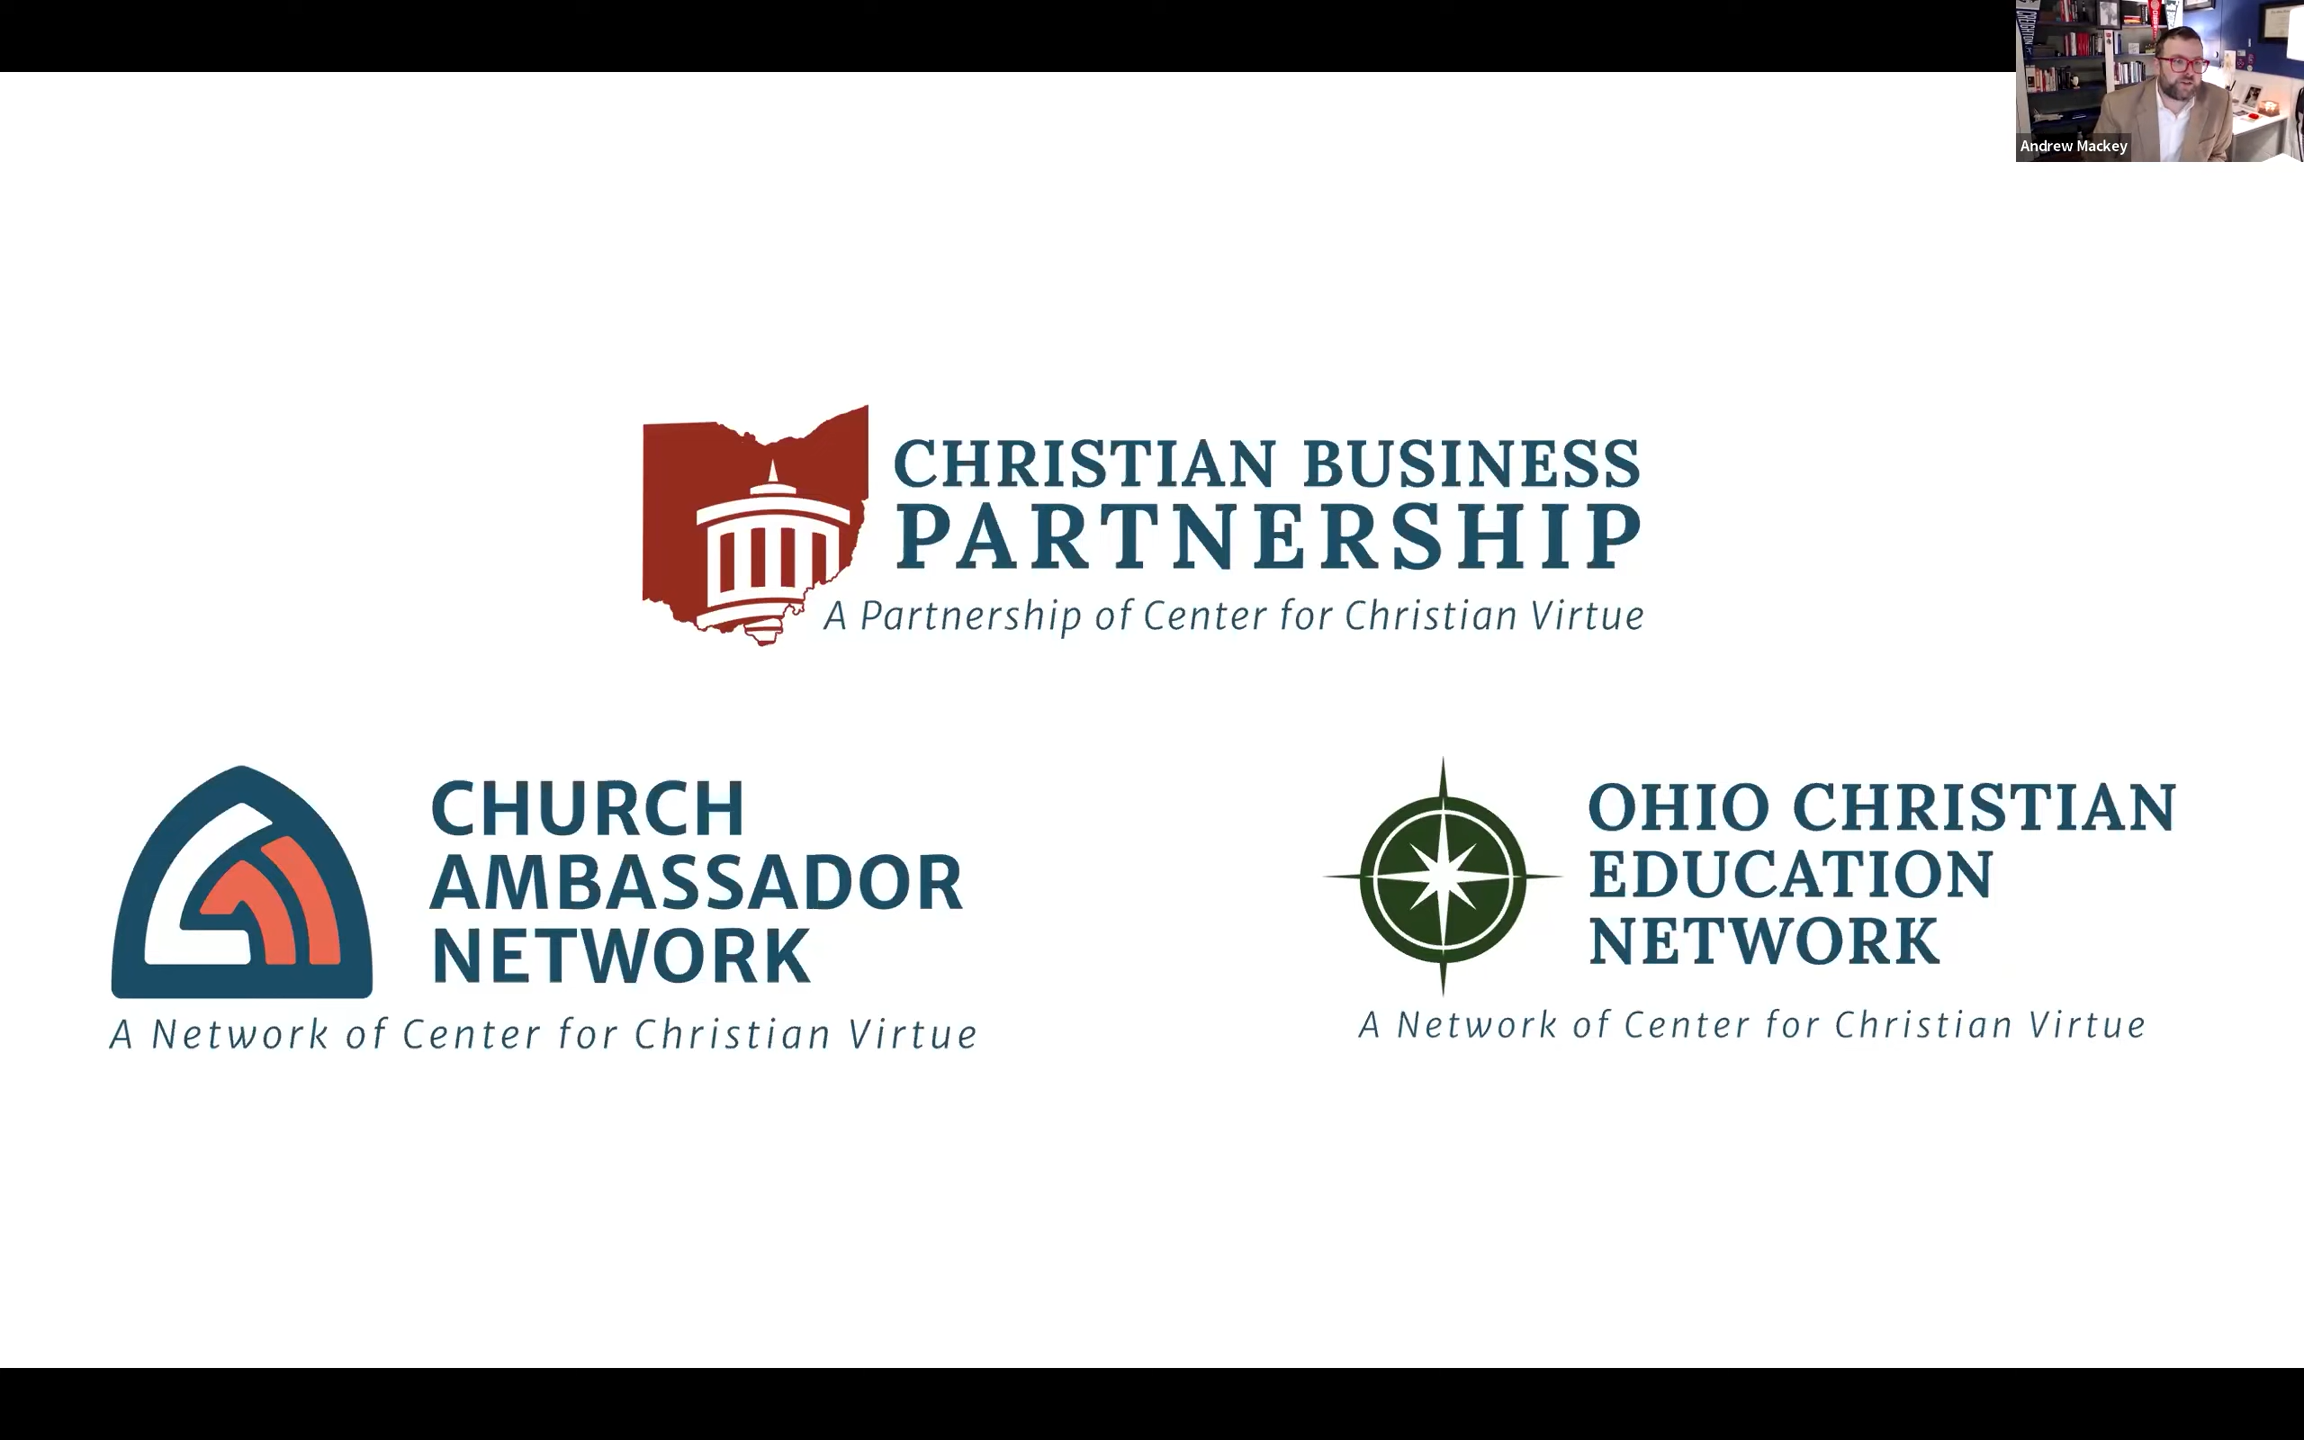 CREIGHTON
Andrew Mackey
CHRISTIAN BUSINESS
PARTNERSHIP
A Partnership of Center for Christian Virtue
CHURCH
AMBASSADOR
NETWORK
A Network of Center for Christian Virtue
OHIO CHRISTIAN
EDUCATION
NETWORK
A Network of Center for Christian Virtue